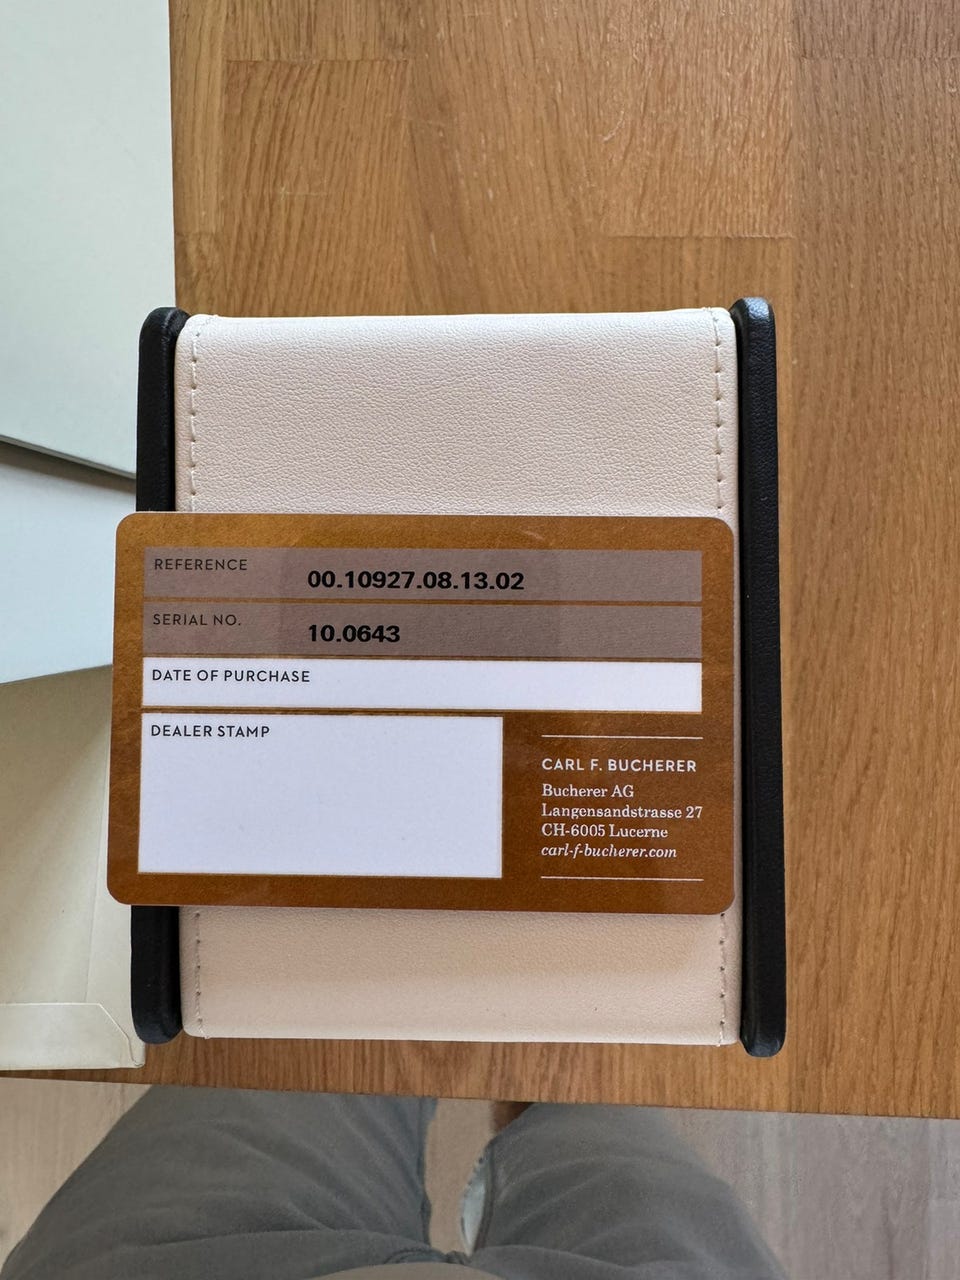 REFERENCE 00.10927.08.13.02
SERIAL NO. 10.0643
DATE OF PURCHASE
DEALER STAMP
CARL F. BUCHERER
Bucherer AG
Langensandstrasse 27
CH-6005 Lucerne
carl-f-bucherer.com